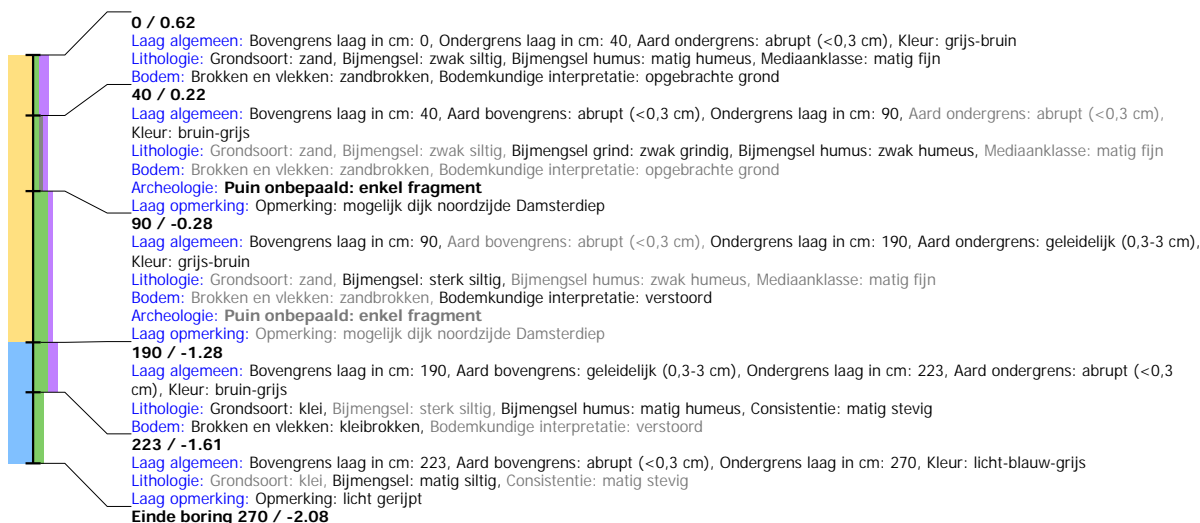 0 / 0.62
Laag algemeen: Bovengrens laag in cm: 0, Ondergrens laag in cm: 40, Aard ondergrens: abrupt (<0,3 cm), Kleur: grijs-bruin
Lithologie: Grondsoort: zand, Bijmengsel: zwak siltig, Bijmengsel humus: matig humeus, Mediaanklasse: matig fijn
Bodem: Brokken en vlekken: zandbrokken, Bodemkundige interpretatie: opgebrachte grond
40 / 0.22
Laag algemeen: Bovengrens laag in cm: 40, Aard bovengrens: abrupt (<0,3 cm), Ondergrens laag in cm: 90, Aard ondergrens: abrupt (<0,3 cm),
Kleur: bruin-grijs
Lithologie: Grondsoort: zand, Bijmengsel: zwak siltig, Bijmengsel grind: zwak grindig, Bijmengsel humus: zwak humeus, Mediaanklasse: matig fijn
Bodem: Brokken en vlekken: zandbrokken, Bodemkundige interpretatie: opgebrachte grond
Archeologie: Puin onbepaald: enkel fragment
Laag opmerking: Opmerking: mogelijk dijk noordzijde Damsterdiep
90 / -0.28
Laag algemeen: Bovengrens laag in cm: 90, Aard bovengrens: abrupt (<0,3 cm), Ondergrens laag in cm: 190, Aard ondergrens: geleidelijk (0,3-3 cm),
Kleur: grijs-bruin
Lithologie: Grondsoort: zand, Bijmengsel: sterk siltig, Bijmengsel humus: zwak humeus, Mediaanklasse: matig fijn
Bodem: Brokken en vlekken: zandbrokken, Bodemkundige interpretatie: verstoord
Archeologie: Puin onbepaald: enkel fragment
Laag opmerking: Opmerking: mogelijk dijk noordzijde Damsterdiep
190 / -1.28
Laag algemeen: Bovengrens laag in cm: 190, Aard bovengrens: geleidelijk (0,3-3 cm), Ondergrens laag in cm: 223, Aard ondergrens: abrupt (<0,3
cm), Kleur: bruin-grijs
Lithologie: Grondsoort: klei, Bijmengsel: sterk siltig, Bijmengsel humus: matig humeus, Consistentie: matig stevig
Bodem: Brokken en vlekken: kleibrokken, Bodemkundige interpretatie: verstoord
223 / -1.61
Laag algemeen: Bovengrens laag in cm: 223, Aard bovengrens: abrupt (<0,3 cm), Ondergrens laag in cm: 270, Kleur: licht-blauw-grijs
Lithologie: Grondsoort: klei, Bijmengsel: matig siltig, Consistentie: matig stevig
Laag opmerking: Opmerking: licht gerijpt
Einde boring 270 / -2.08